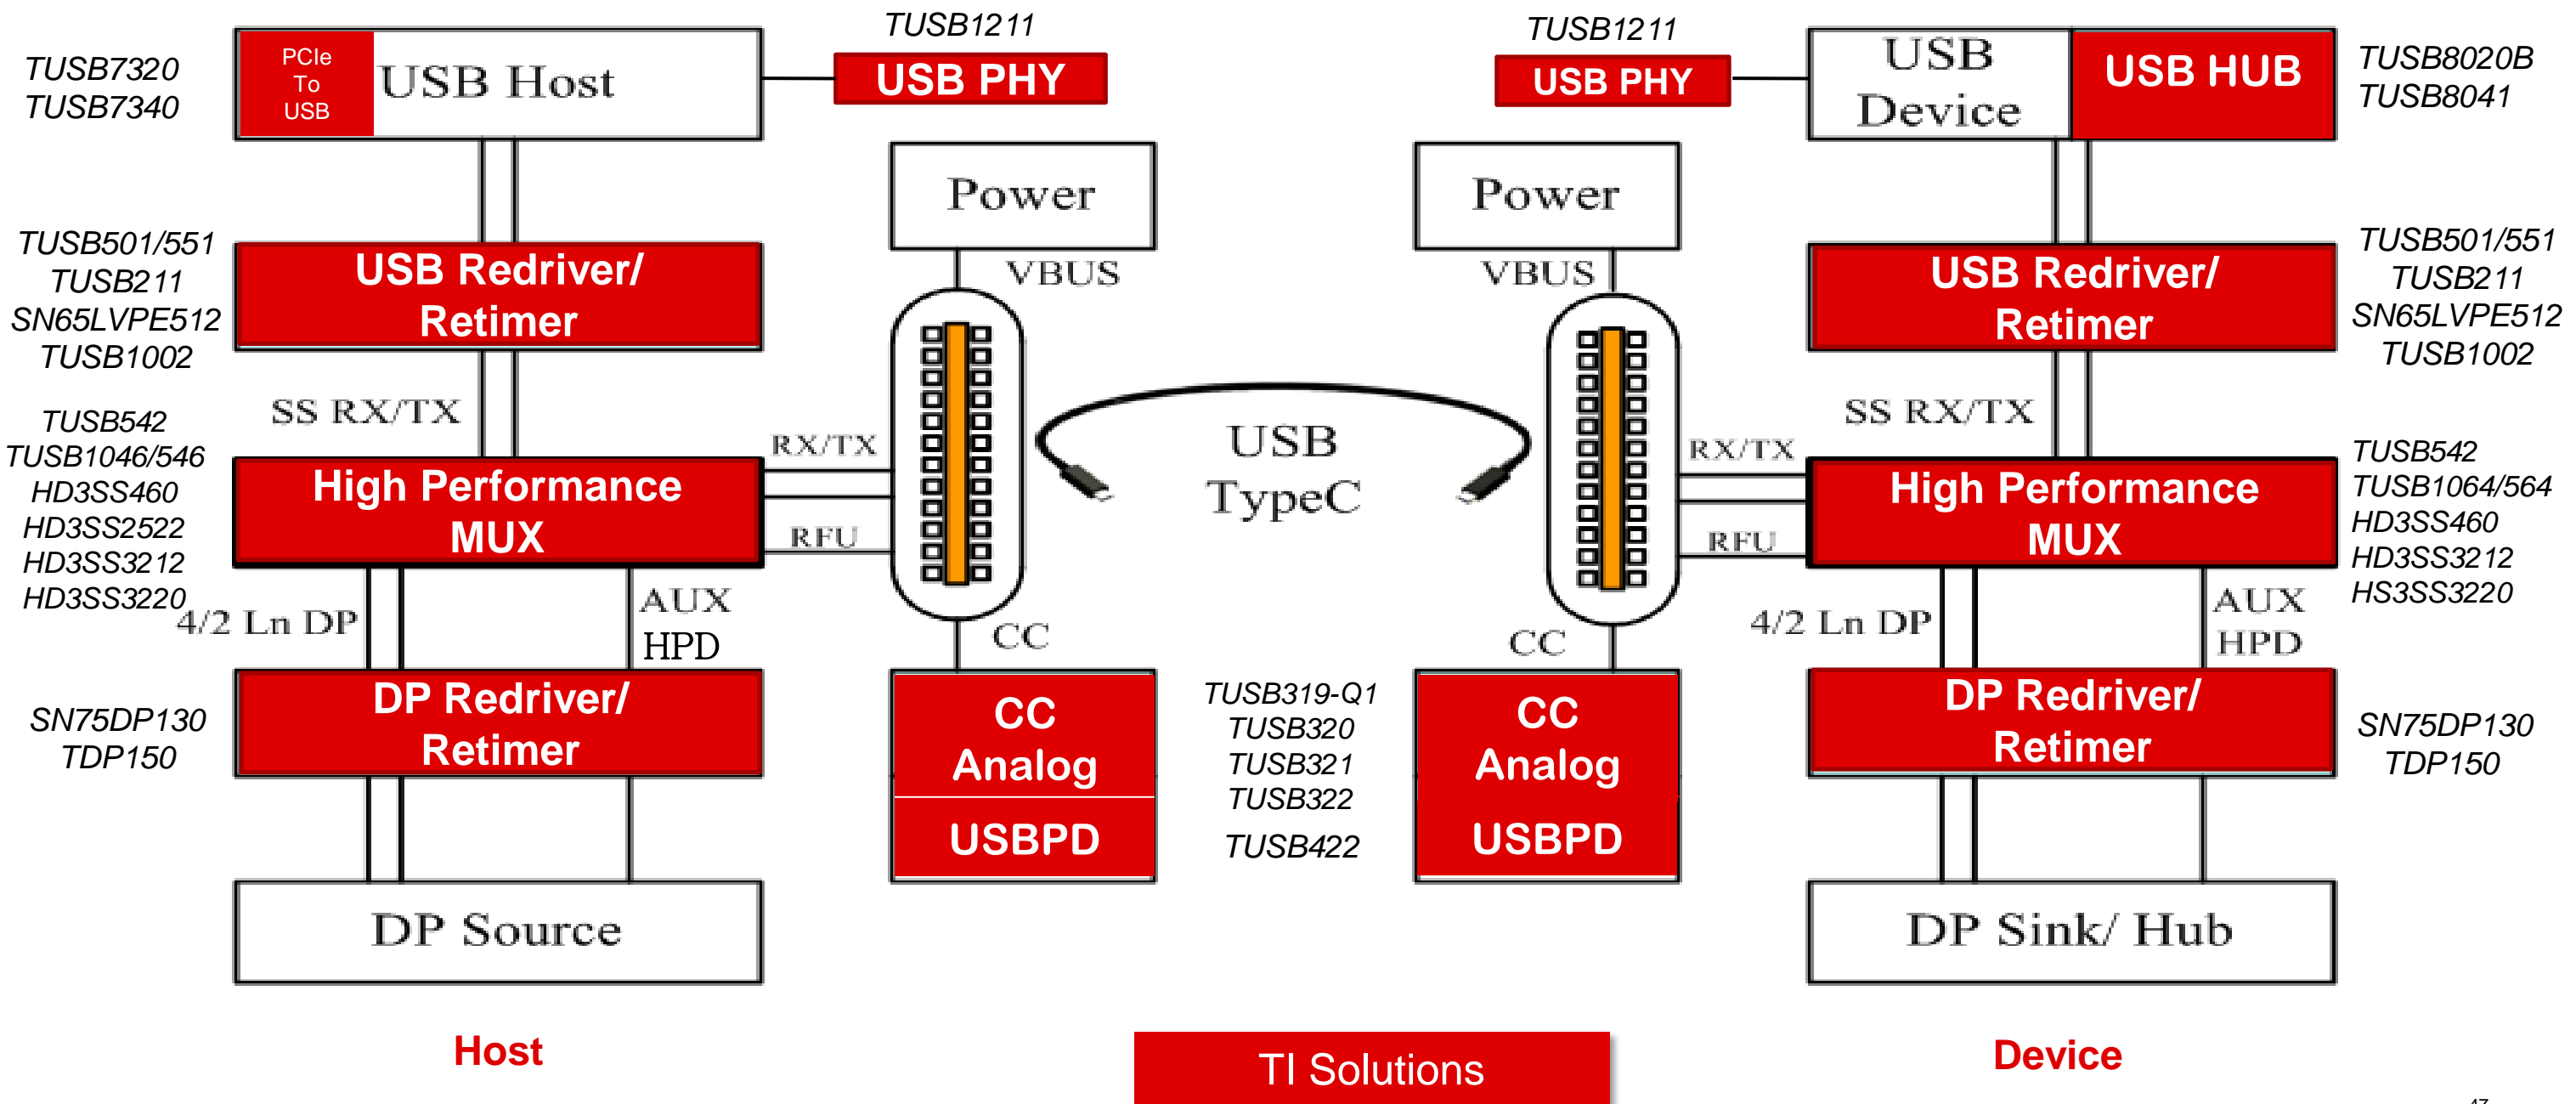 TUSB1211
TUSB1211
TUSB7320
TUSB7340
PCIe
To
USB
USB Host
USB PHY
USB PHY
USB
Device
USB HUB
TUSB8020B
TUSB8041
Power
Power
TUSB501/551
TUSB211
SN65LVPE512
TUSB1002
USB Redriver/
Retimer
VBUS
VBUS
USB Redriver/
Retimer
TUSB501/551
TUSB211
SN65LVPE512
TUSB1002
SS RX/TX
SS RX/TX
TUSB542
TUSB1046/546
HD3SS460
HD3SS2522
HD3SS3212
HD3SS3220
High Performance
MUX
RX/TX
RFU
USB
TypeC
RX/TX
RFU
High Performance
MUX
TUSB542
TUSB1064/564
HD3SS460
HD3SS3212
HS3SS3220
4/2 Ln DP
AUX
HPD
CC
CC
4/2 Ln DP
AUX
HPD
SN75DP130
TDP150
DP Redriver/
Retimer
CC
Analog
USBPD
TUSB319-Q1
TUSB320
TUSB321
TUSB322
TUSB422
CC
Analog
USBPD
DP Redriver/
Retimer
SN75DP130
TDP150
DP Source
DP Sink/ Hub
Host
TI Solutions
Device